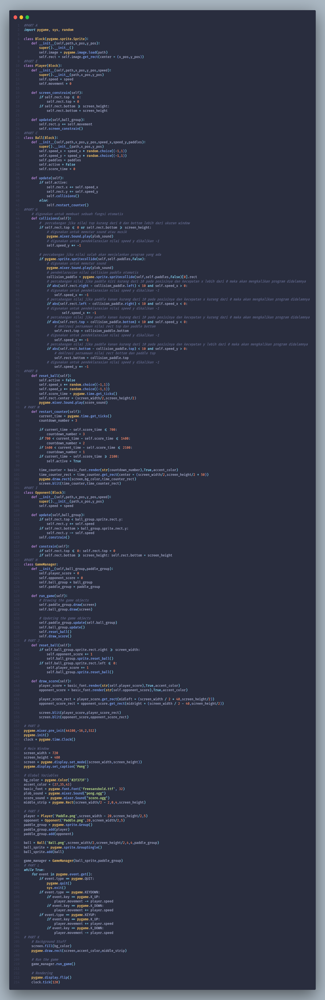 #PART A
import pygame, sys, random
class Block(pygame.sprite.Sprite):
def __init__(self,path,x_pos,y_pos):
super().__init__()
self.image = pygame.image.load(path)
self.rect = self.image.get_rect(center = (x_pos,y_pos))
#PART E
class Player(Block):
def __init__(self,path,x_pos,y_pos,speed):
super().__init__(path,x_pos,y_pos)
self.speed = speed
self.movement = 0
def screen_constrain(self):
if self.rect.top <= 0:
self.rect.top = 0
if self.rect.bottom >= screen_height:
self.rect.bottom = screen_height
def update(self,ball_group):
self.rect.y += self.movement
self.screen_constrain()
#PART C
class Ball(Block):
def __init__(self,path,x_pos,y_pos,speed_x,speed_y,paddles):
super().__init__(path,x_pos,y_pos)
self.speed_x = speed_x * random.choice((-1,1))
self.speed_y = speed_y * random.choice((-1,1))
self.paddles = paddles
self.active = False
self.score_time = 0
def update(self):
if self.active:
self.rect.x += self.speed_x
self.rect.y += self.speed_y
self.collisions()
else:
self.restart_counter()
#PART G
# digunakan untuk membuat sebuah fungsi otomatis
def collisions(self):
#  percabangan jika nilai top kurang dari 0 dan bottom lebih dari ukuran window
if self.rect.top <= 0 or self.rect.bottom >= screen_height:
# digunakan untuk memutar sound atau musik
pygame.mixer.Sound.play(plob_sound)
# digunakan untuk pendeklarasian nilai speed y dikalikan -1
self.speed_y *= -1
# percabangan jika nilai salah akan menjalankan program yang ada
if pygame.sprite.spritecollide(self,self.paddles,False):
# digunakan untuk memutar sound
pygame.mixer.Sound.play(plob_sound)
# pendeklarasian nilai collision paddle otomatis
collision_paddle = pygame.sprite.spritecollide(self,self.paddles,False)[0].rect
# percabangan nilai jika paddle kiri kurang dari 10 pada posisinya dan kecepatan x lebih dari 0 maka akan mengkalikan program didalamnya
if abs(self.rect.right - collision_paddle.left) < 10 and self.speed_x > 0:
# digunakan untuk pendeklarasian nilai speed y dikalikan -1
self.speed_x *= -1
# percabangan nilai jika paddle kanan kurang dari 10 pada posisinya dan kecepatan x kurang dari 0 maka akan mengkalikan program didalamnya
if abs(self.rect.left - collision_paddle.right) < 10 and self.speed_x < 0:
# digunakan untuk pendeklarasian nilai speed y dikalikan -1
self.speed_x *= -1
# percabangan nilai jika paddle kanan kurang dari 10 pada posisinya dan kecepatan y kurang dari 0 maka akan mengkalikan program didalamnya
if abs(self.rect.top - collision_paddle.bottom) < 10 and self.speed_y < 0:
# deklrasi persamaan nilai rect top dan paddle bottom
self.rect.top = collision_paddle.bottom
# digunakan untuk pendeklarasian nilai speed y dikalikan -1
self.speed_y *= -1
# percabangan nilai jika paddle kanan kurang dari 10 pada posisinya dan kecepatan y lebih dari 0 maka akan mengkalikan program didalamnya
if abs(self.rect.bottom - collision_paddle.top) < 10 and self.speed_y > 0:
# deklrasi persamaan nilai rect bottom dan paddle top
self.rect.bottom = collision_paddle.top
# digunakan untuk pendeklarasian nilai speed y dikalikan -1
self.speed_y *= -1
#PART B
def reset_ball(self):
self.active = False
self.speed_x *= random.choice((-1,1))
self.speed_y *= random.choice((-1,1))
self.score_time = pygame.time.get_ticks()
self.rect.center = (screen_width/2,screen_height/2)
pygame.mixer.Sound.play(score_sound)
# PART M
def restart_counter(self):
current_time = pygame.time.get_ticks()
countdown_number = 3
if current_time - self.score_time <= 700:
countdown_number = 3
if 700 < current_time - self.score_time <= 1400:
countdown_number = 2
if 1400 < current_time - self.score_time <= 2100:
countdown_number = 1
if current_time - self.score_time >= 2100:
self.active = True
time_counter = basic_font.render(str(countdown_number),True,accent_color)
time_counter_rect = time_counter.get_rect(center = (screen_width/2,screen_height/2 + 50))
pygame.draw.rect(screen,bg_color,time_counter_rect)
screen.blit(time_counter,time_counter_rect)
#PART I
class Opponent(Block):
def __init__(self,path,x_pos,y_pos,speed):
super().__init__(path,x_pos,y_pos)
self.speed = speed
def update(self,ball_group):
if self.rect.top < ball_group.sprite.rect.y:
self.rect.y += self.speed
if self.rect.bottom > ball_group.sprite.rect.y:
self.rect.y -= self.speed
self.constrain()
def constrain(self):
if self.rect.top <= 0: self.rect.top = 0
if self.rect.bottom >= screen_height: self.rect.bottom = screen_height
#PART H
class GameManager:
def __init__(self,ball_group,paddle_group):
self.player_score = 0
self.opponent_score = 0
self.ball_group = ball_group
self.paddle_group = paddle_group
def run_game(self):
# Drawing the game objects
self.paddle_group.draw(screen)
self.ball_group.draw(screen)
# Updating the game objects
self.paddle_group.update(self.ball_group)
self.ball_group.update()
self.reset_ball()
self.draw_score()
# PART J
def reset_ball(self):
if self.ball_group.sprite.rect.right >= screen_width:
self.opponent_score += 1
self.ball_group.sprite.reset_ball()
if self.ball_group.sprite.rect.left <= 0:
self.player_score += 1
self.ball_group.sprite.reset_ball()
def draw_score(self):
player_score = basic_font.render(str(self.player_score),True,accent_color)
opponent_score = basic_font.render(str(self.opponent_score),True,accent_color)
player_score_rect = player_score.get_rect(midleft = (screen_width / 2 + 40,screen_height/2))
opponent_score_rect = opponent_score.get_rect(midright = (screen_width / 2 - 40,screen_height/2))
screen.blit(player_score,player_score_rect)
screen.blit(opponent_score,opponent_score_rect)
# PART D
pygame.mixer.pre_init(44100,-16,2,512)
pygame.init()
clock = pygame.time.Clock()
# Main Window
screen_width = 720
screen_height = 480
screen = pygame.display.set_mode((screen_width,screen_height))
pygame.display.set_caption('Pong')
# Global Variables
bg_color = pygame.Color('#2F373F')
accent_color = (27,35,43)
basic_font = pygame.font.Font('freesansbold.ttf', 32)
plob_sound = pygame.mixer.Sound("pong.ogg")
score_sound = pygame.mixer.Sound("score.ogg")
middle_strip = pygame.Rect(screen_width/2 - 2,0,4,screen_height)
# PART F
player = Player('Paddle.png',screen_width - 20,screen_height/2,5)
opponent = Opponent('Paddle.png',20,screen_width/2,5)
paddle_group = pygame.sprite.Group()
paddle_group.add(player)
paddle_group.add(opponent)
ball = Ball('Ball.png',screen_width/2,screen_height/2,4,4,paddle_group)
ball_sprite = pygame.sprite.GroupSingle()
ball_sprite.add(ball)
game_manager = GameManager(ball_sprite,paddle_group)
# PART L
while True:
for event in pygame.event.get():
if event.type == pygame.QUIT:
pygame.quit()
sys.exit()
if event.type == pygame.KEYDOWN:
if event.key == pygame.K_UP:
player.movement -= player.speed
if event.key == pygame.K_DOWN:
player.movement += player.speed
if event.type == pygame.KEYUP:
if event.key == pygame.K_UP:
player.movement += player.speed
if event.key == pygame.K_DOWN:
player.movement -= player.speed
# PART K
# Background Stuff
screen.fill(bg_color)
pygame.draw.rect(screen,accent_color,middle_strip)
# Run the game
game_manager.run_game()
# Rendering
pygame.display.flip()
clock.tick(120)